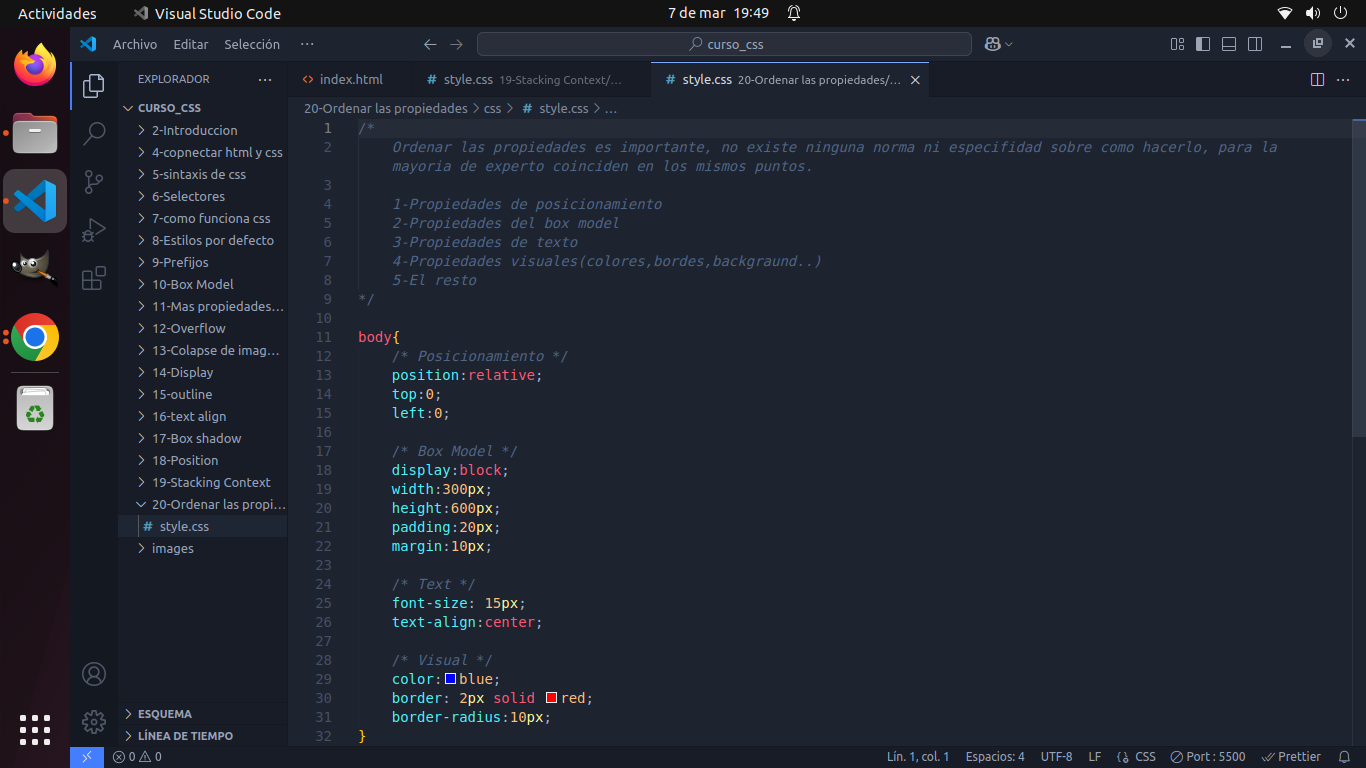 Actividades
Visual Studio Code
7 de mar 19:49
Archivo Editar Selección ···
curso_css
EXPLORADOR ···
CURSO_CSS
2-Introduccion
4-copnectar html y css
5-sintaxis de css
6-Selectores
7-como funciona css
8-Estilos por defecto
9-Prefijos
10-Box Model
11-Mas propiedades...
12-Overflow
13-Colapse de imag...
14-Display
15-outline
16-text align
17-Box shadow
18-Position
19-Stacking Context
20-Ordenar las propi...
# style.css
images
ESQUEMA
LÍNEA DE TIEMPO
<> index.html
# style.css 19-Stacking Context/...
# style.css 20-Ordenar las propiedades/...
20-Ordenar las propiedades > css > # style.css > ...
1 /*
2 Ordenar las propiedades es importante, no existe ninguna norma ni especifidad sobre como hacerlo, para la
mayoria de experto coinciden en los mismos puntos.
3
4 1-Propiedades de posicionamiento
5 2-Propiedades del box model
6 3-Propiedades de texto
7 4-Propiedades visuales(colores,bordes,backgraund..)
8 5-El resto
9 */
10
11 body{
12 /* Posicionamiento */
13 position:relative;
14 top:0;
15 left:0;
16
17 /* Box Model */
18 display:block;
19 width:300px;
20 height:600px;
21 padding:20px;
22 margin:10px;
23
24 /* Text */
25 font-size: 15px;
26 text-align:center;
27
28 /* Visual */
29 color:blue;
30 border: 2px solid red;
31 border-radius:10px;
32 }
0 0
Lín. 1, col. 1
Espacios: 4
UTF-8
LF
CSS
Port : 5500
Prettier